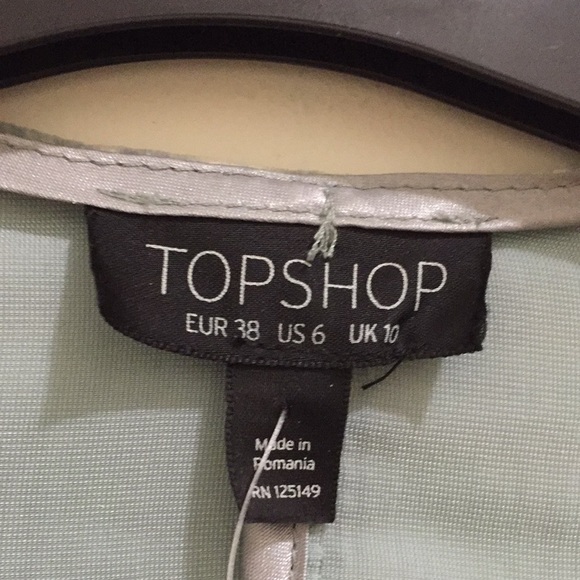 TOPSHOP
EUR 38 US 6 UK 10
Made in
Romania
RN 125149